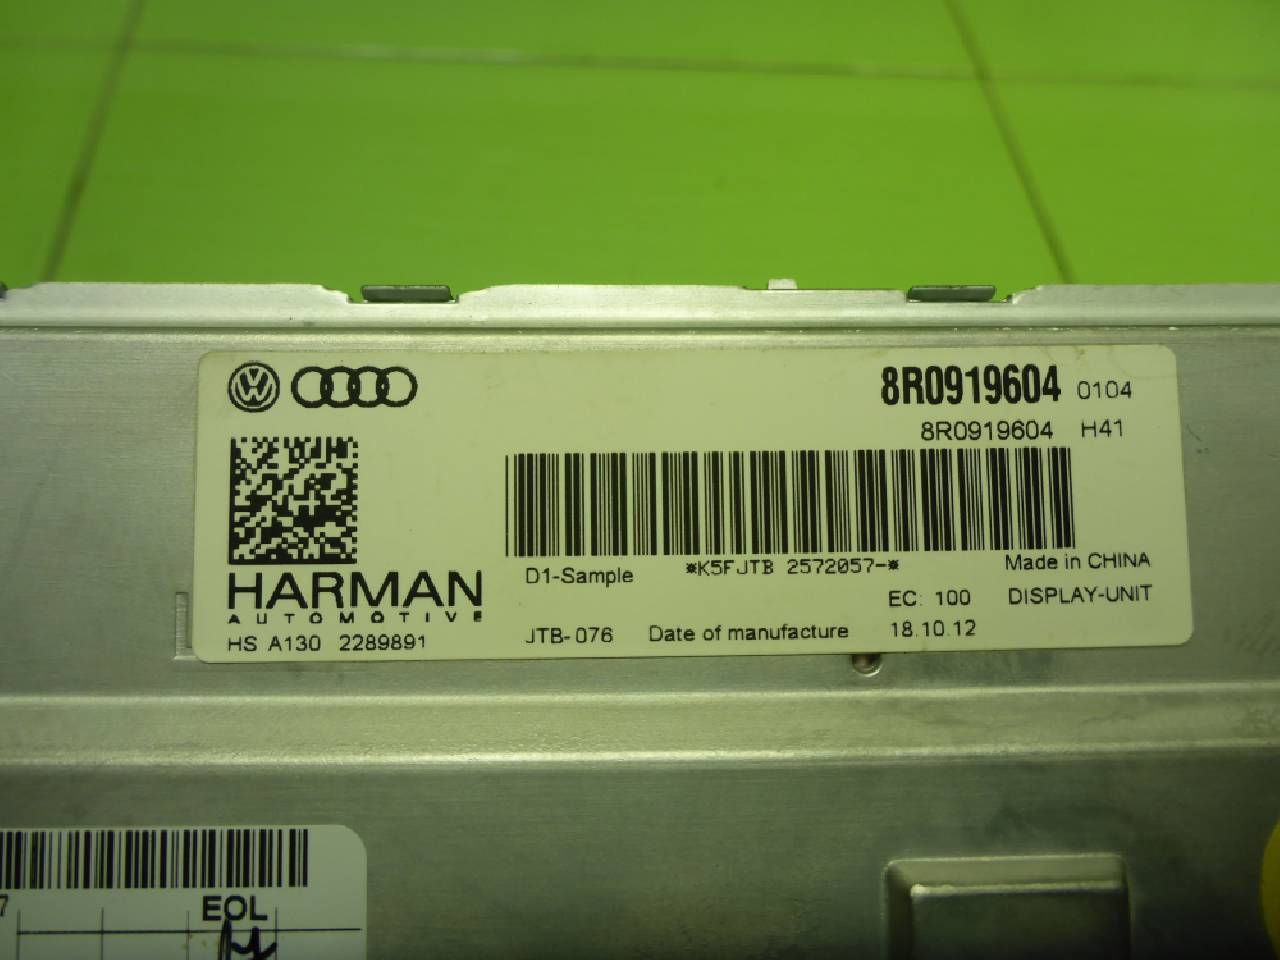 8R0919604 0104
8R0919604 H41
HARMAN
AUTOMOTIVE
HS A130 2289891
D1-Sample *K5FJTB 2572057-* Made in CHINA
EC: 100 DISPLAY-UNIT
JTB-076 Date of manufacture 18.10.12
7
EOL